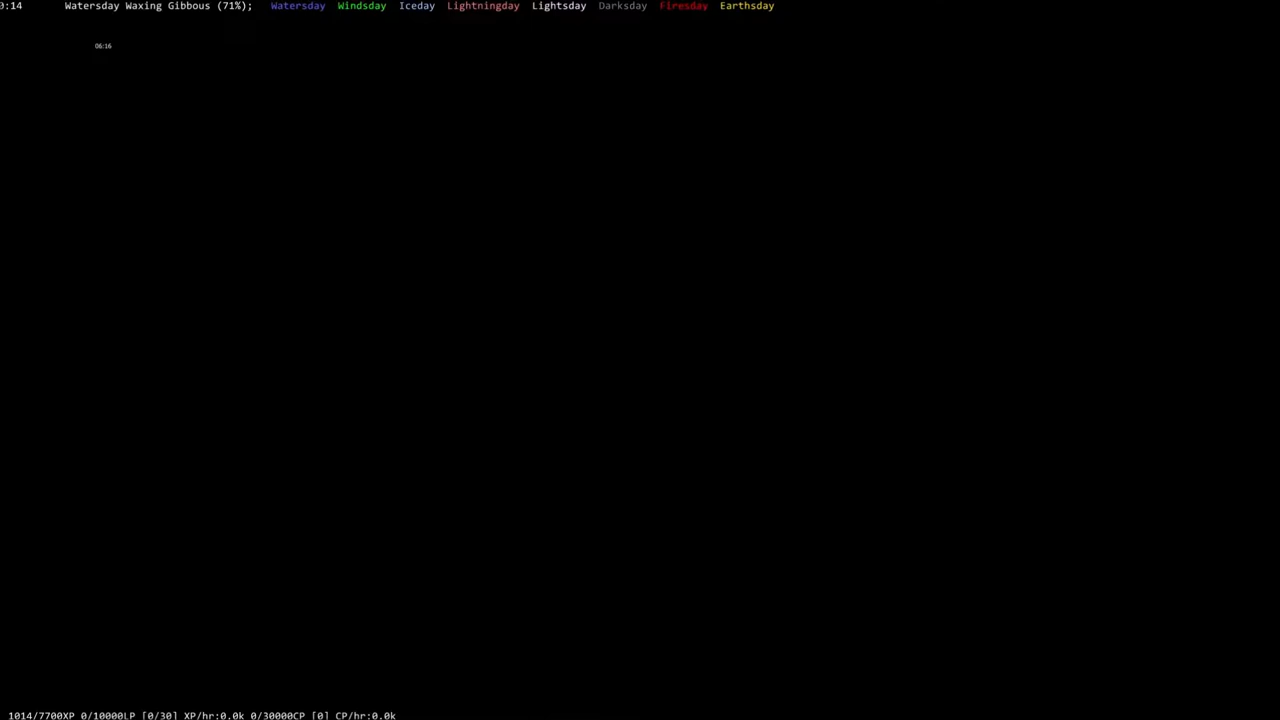 0:14 Watersday Waxing Gibbous (71%); Watersday Windsday Iceday Lightningday Lightsday Darksday Firesday Earthsday
06:16
1014/7700XP 0/10000LP [0/30] XP/hr:0.0k 0/30000CP [0] CP/hr:0.0k